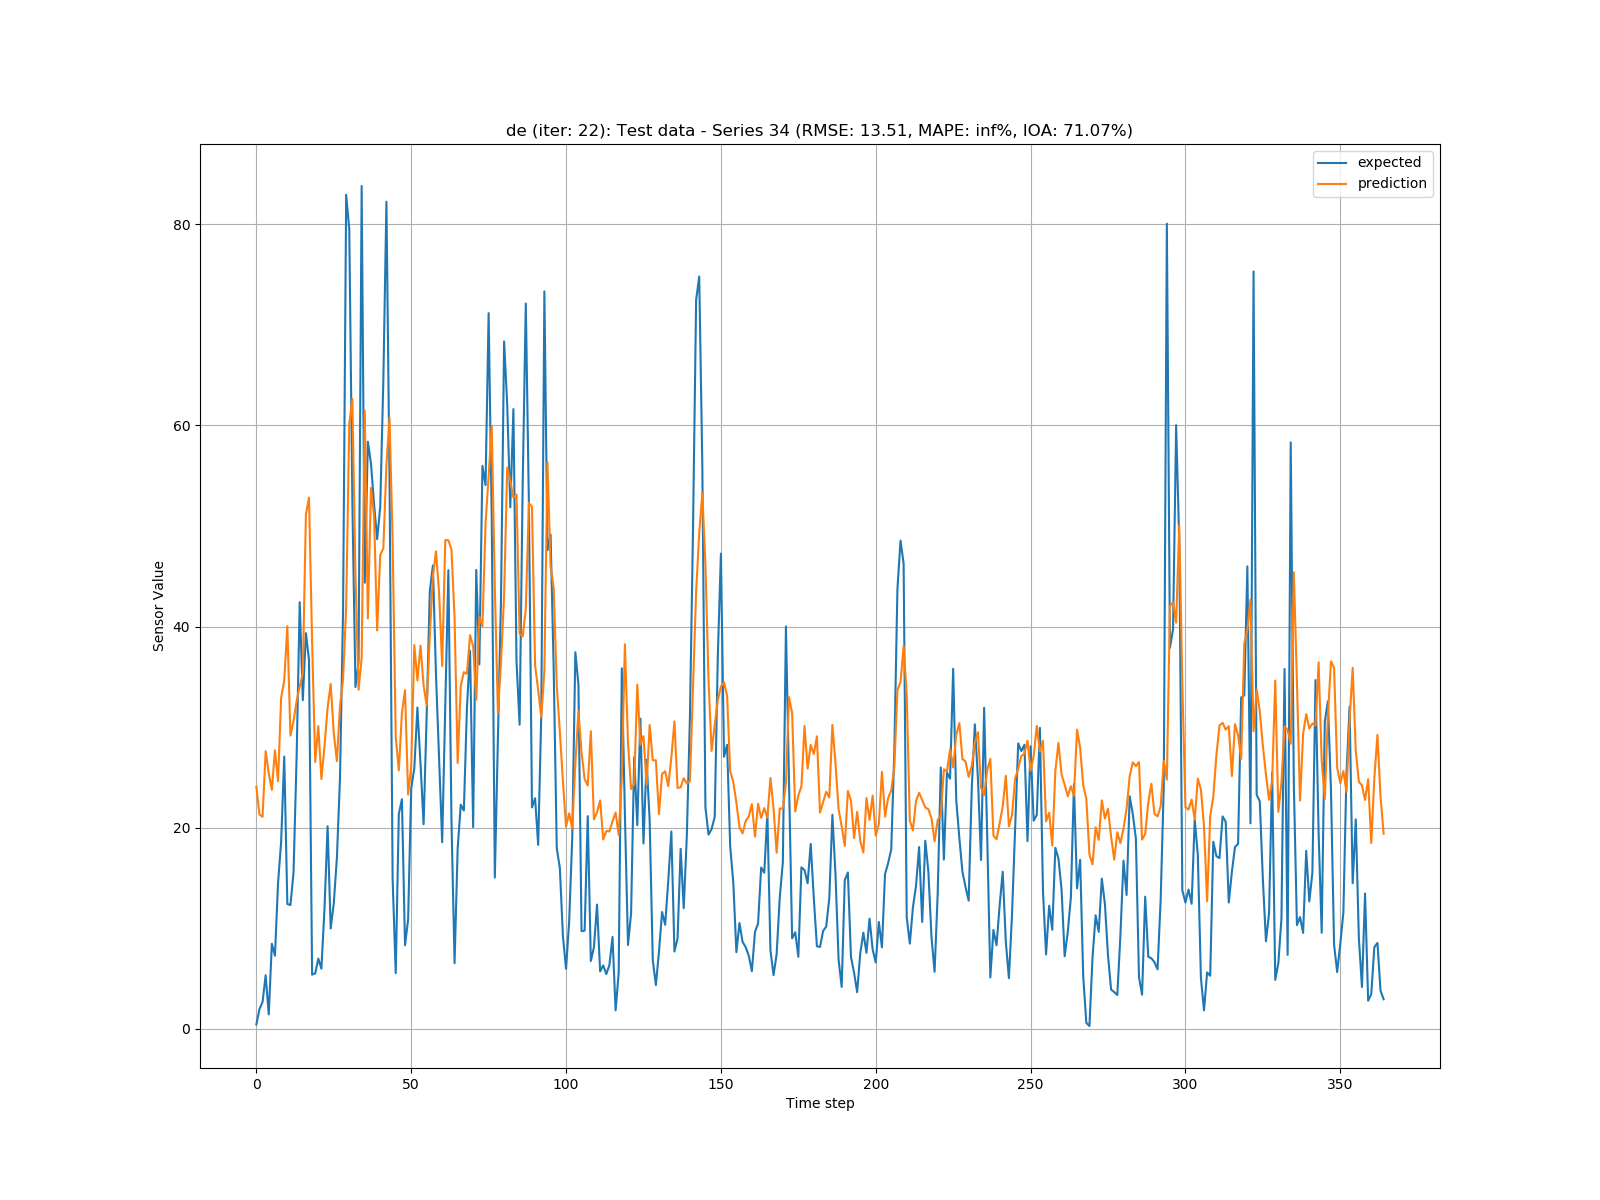 de (iter: 22): Test data - Series 34 (RMSE: 13.51, MAPE: inf%, IOA: 71.07%)
expected
prediction
80
60
40
20
0
Sensor Value
0 50 100 150 200 250 300 350
Time step